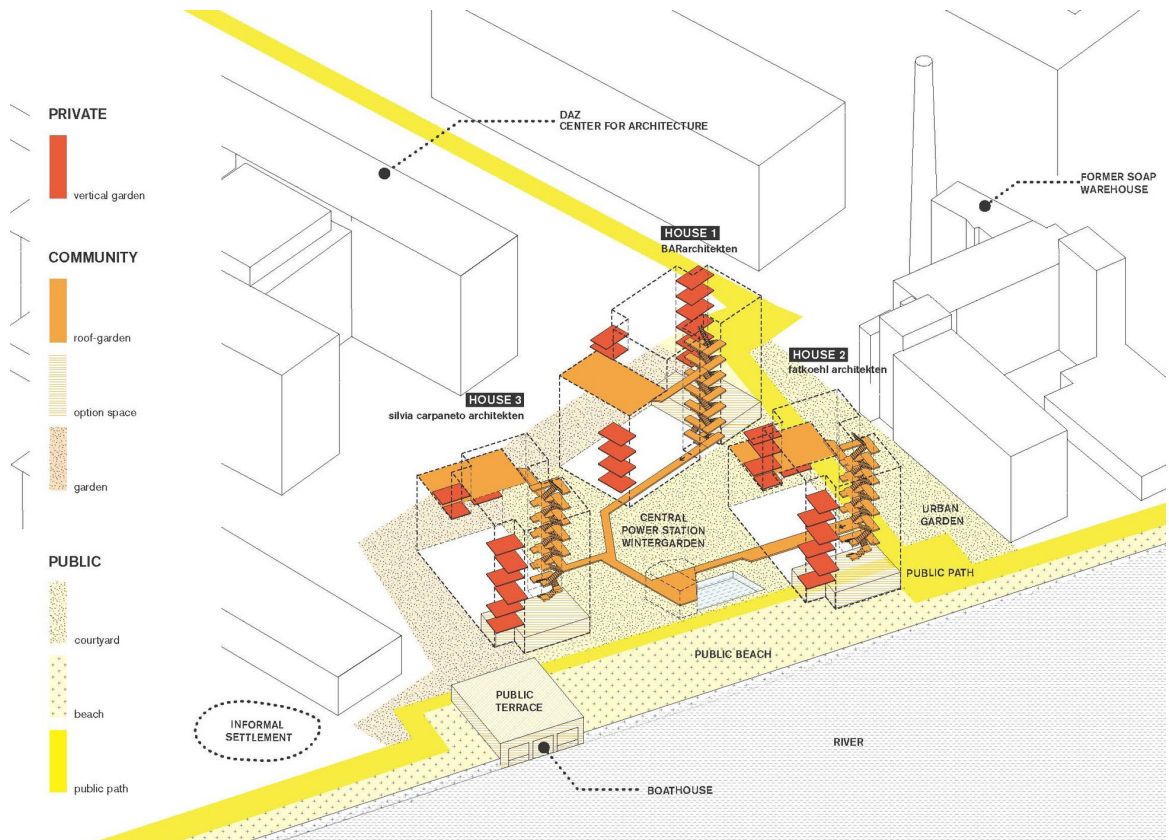 PRIVATE
vertical garden
COMMUNITY
roof-garden
option space
garden
PUBLIC
courtyard
beach
public path
DAZ
CENTER FOR ARCHITECTURE
FORMER SOAP
WAREHOUSE
HOUSE 1
BARarchitekten
HOUSE 2
fatkoehl architekten
HOUSE 3
silvia carpaneto architekten
CENTRAL
POWER STATION
WINTERGARDEN
URBAN
GARDEN
PUBLIC PATH
PUBLIC BEACH
PUBLIC
TERRACE
INFORMAL
SETTLEMENT
RIVER
BOATHOUSE